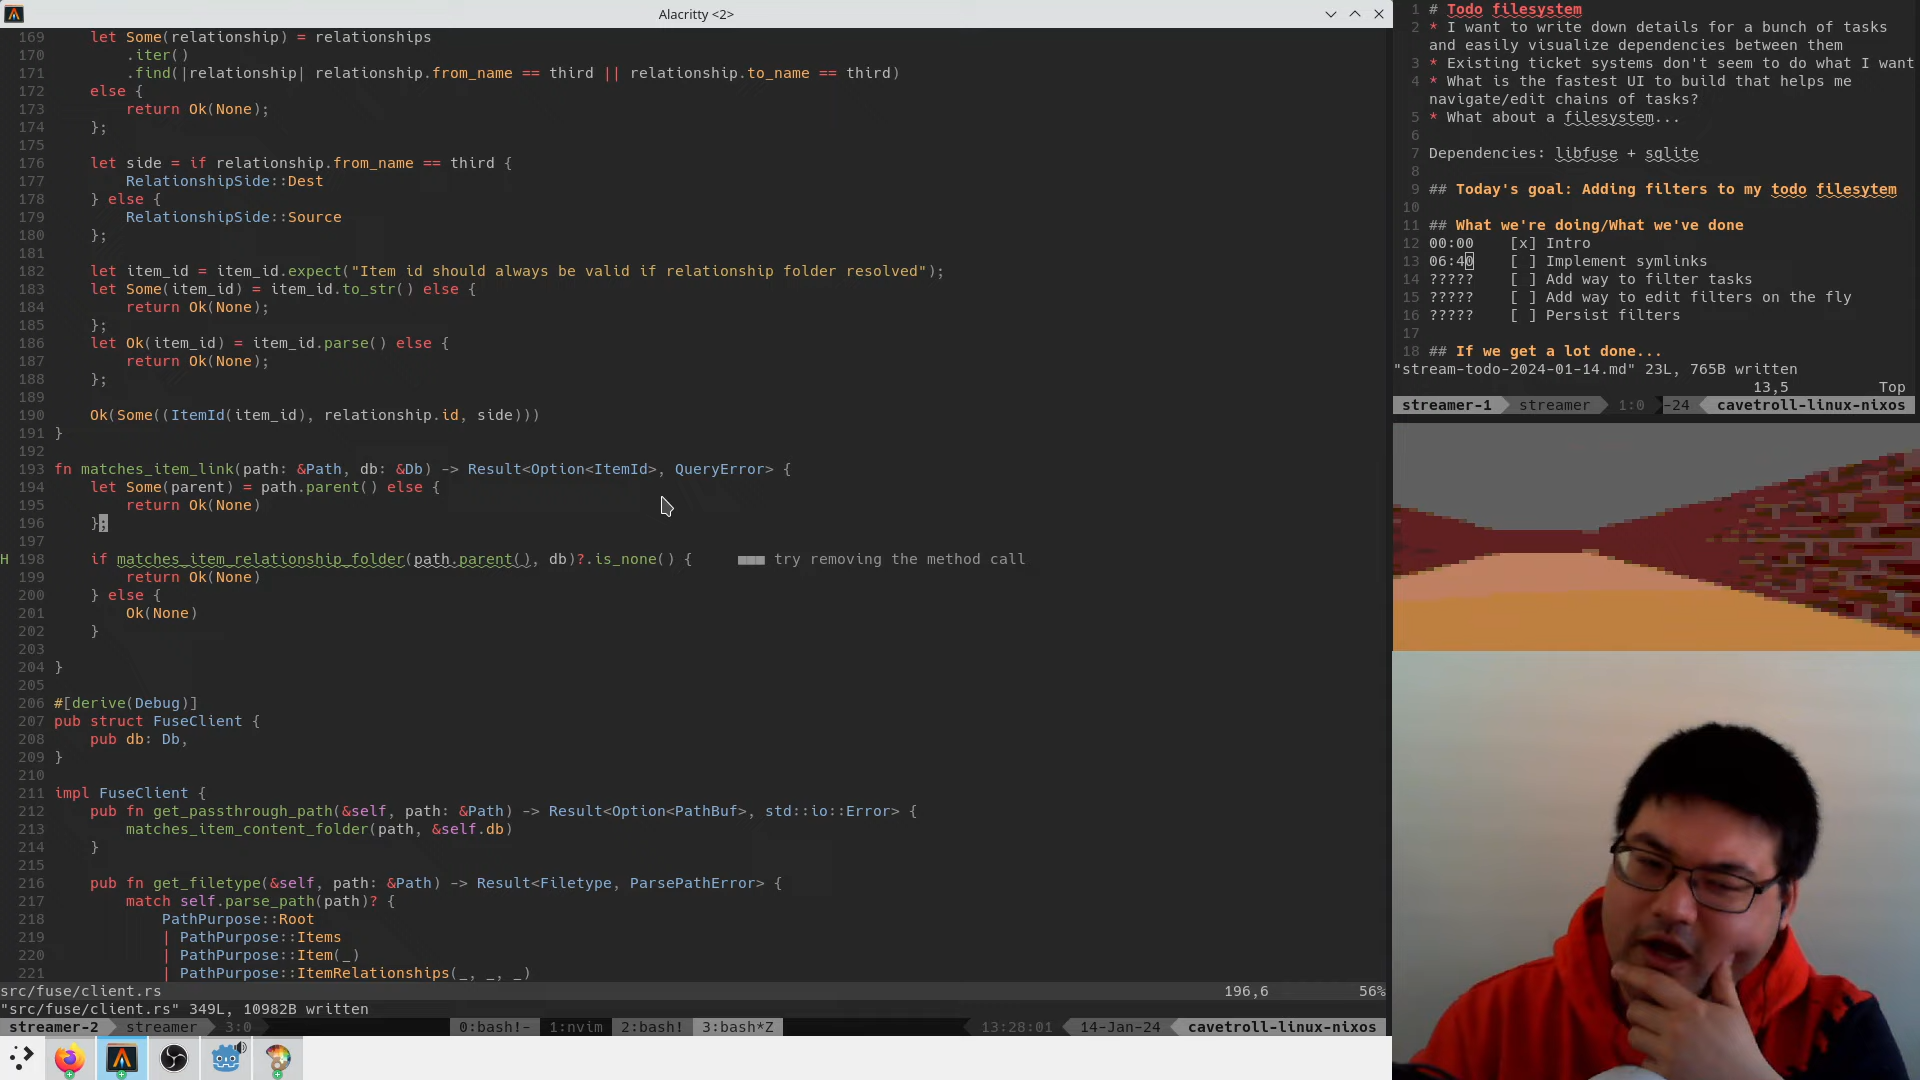 Alacritty <2>
169 let Some(relationship) = relationships
170 .iter()
171 .find(|relationship| relationship.from_name == third || relationship.to_name == third)
172 else {
173 return Ok(None);
174 };
175
176 let side = if relationship.from_name == third {
177 RelationshipSide::Dest
178 } else {
179 RelationshipSide::Source
180 };
181
182 let item_id = item_id.expect("Item id should always be valid if relationship folder resolved");
183 let Some(item_id) = item_id.to_str() else {
184 return Ok(None);
185 };
186 let Ok(item_id) = item_id.parse() else {
187 return Ok(None);
188 };
189
190 Ok(Some((ItemId(item_id), relationship.id, side)))
191 }
192
193 fn matches_item_link(path: &Path, db: &Db) -> Result<Option<ItemId>, QueryError> {
194 let Some(parent) = path.parent() else {
195 return Ok(None)
196 };
197
H 198 if matches_item_relationship_folder(path.parent(), db)?.is_none() { ■■■ try removing the method call
199 return Ok(None)
200 } else {
201 Ok(None)
202 }
203
204 }
205
206 #[derive(Debug)]
207 pub struct FuseClient {
208 pub db: Db,
209 }
210
211 impl FuseClient {
212 pub fn get_passthrough_path(&self, path: &Path) -> Result<Option<PathBuf>, std::io::Error> {
213 matches_item_content_folder(path, &self.db)
214 }
215
216 pub fn get_filetype(&self, path: &Path) -> Result<Filetype, ParsePathError> {
217 match self.parse_path(path)? {
218 PathPurpose::Root
219 | PathPurpose::Items
220 | PathPurpose::Item(_)
221 | PathPurpose::ItemRelationships(_, _, _)
src/fuse/client.rs 196,6 56%
"src/fuse/client.rs" 349L, 10982B written
streamer-2 streamer 3:0 0:bash!- 1:nvim 2:bash! 3:bash*Z 13:28:01 14-Jan-24 cavetroll-linux-nixos
1 # Todo filesystem
2 * I want to write down details for a bunch of tasks
and easily visualize dependencies between them
3 * Existing ticket systems don't seem to do what I want
4 * What is the fastest UI to build that helps me
navigate/edit chains of tasks?
5 * What about a filesystem...
6
7 Dependencies: libfuse + sqlite
8
9 ## Today's goal: Adding filters to my todo filesytem
10
11 ## What we're doing/What we've done
12 00:00 [x] Intro
13 06:40 [ ] Implement symlinks
14 ????? [ ] Add way to filter tasks
15 ????? [ ] Add way to edit filters on the fly
16 ????? [ ] Persist filters
17
18 ## If we get a lot done...
"stream-todo-2024-01-14.md" 23L, 765B written
13,5 Top
streamer-1 streamer 1:0 -24 cavetroll-linux-nixos